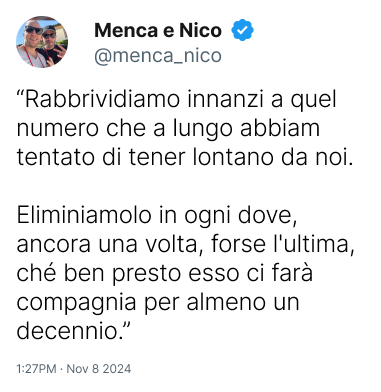 Menca e Nico
@menca_nico
“Rabbrividiamo innanzi a quel
numero che a lungo abbiam
tentato di tener lontano da noi.
Eliminiamolo in ogni dove,
ancora una volta, forse l'ultima,
ché ben presto esso ci farà
compagnia per almeno un
decennio.”
1:27PM · Nov 8 2024